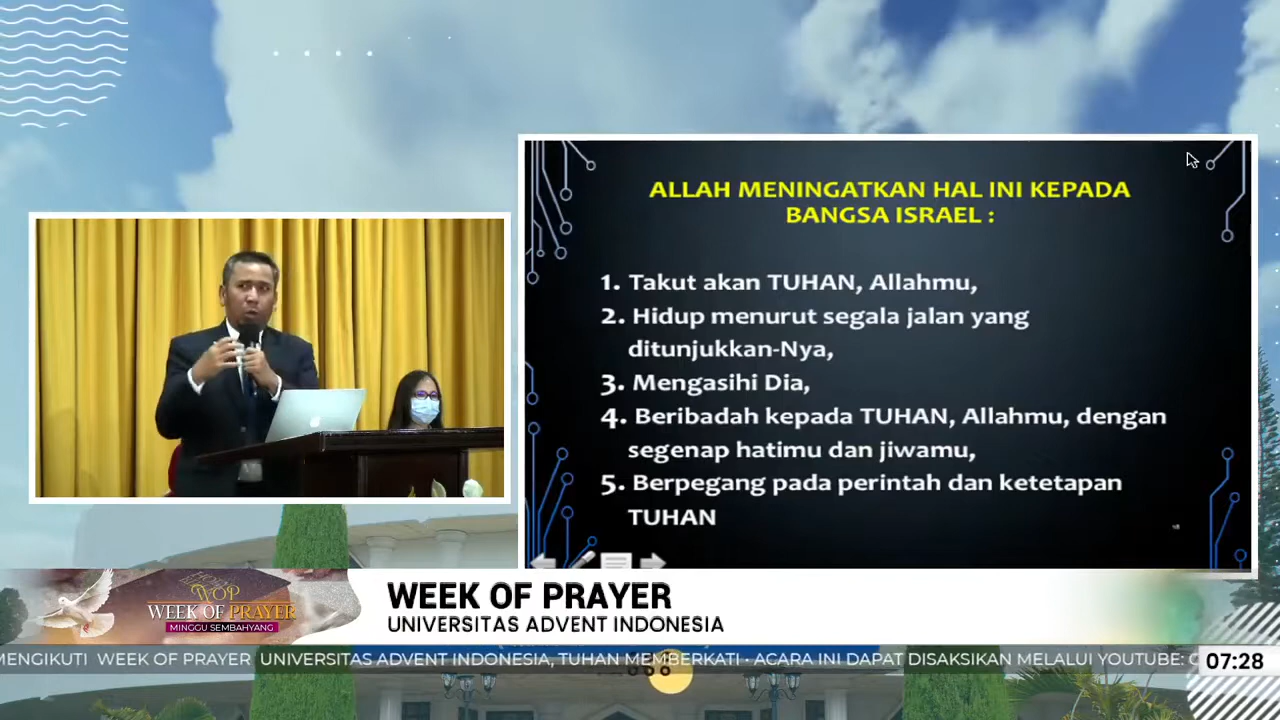 ALLAH MENINGATKAN HAL INI KEPADA
BANGSA ISRAEL :
1. Takut akan TUHAN, Allahmu,
2. Hidup menurut segala jalan yang
ditunjukkan-Nya,
3. Mengasihi Dia,
4. Beribadah kepada TUHAN, Allahmu, dengan
segenap hatimu dan jiwamu,
5. Berpegang pada perintah dan ketetapan
TUHAN
WOP
WEEK OF PRAYER
MINGGU SEMBAHYANG
WEEK OF PRAYER
UNIVERSITAS ADVENT INDONESIA
MENGIKUTI WEEK OF PRAYER UNIVERSITAS ADVENT INDONESIA, TUHAN MEMBERKATI • ACARA INI DAPAT DISAKSIKAN MELALUI YOUTUBE:
07:28